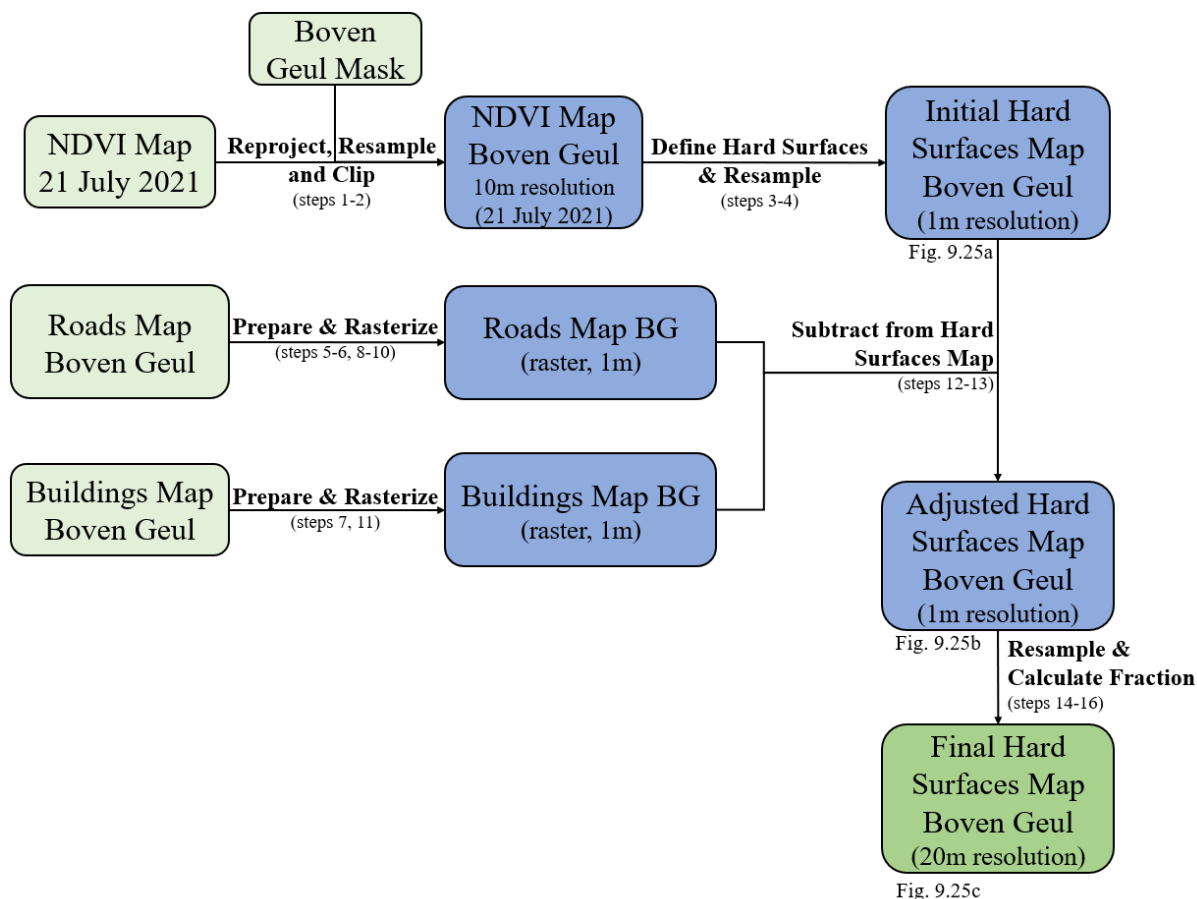 Boven
Geul Mask
NDVI Map
21 July 2021
Reproject, Resample
and Clip
(steps 1-2)
NDVI Map
Boven Geul
10m resolution
(21 July 2021)
Define Hard Surfaces
& Resample
(steps 3-4)
Initial Hard
Surfaces Map
Boven Geul
(1m resolution)
Fig. 9.25a
Roads Map
Boven Geul
Prepare & Rasterize
(steps 5-6, 8-10)
Roads Map BG
(raster, 1m)
Subtract from Hard
Surfaces Map
(steps 12-13)
Buildings Map
Boven Geul
Prepare & Rasterize
(steps 7, 11)
Buildings Map BG
(raster, 1m)
Adjusted Hard
Surfaces Map
Boven Geul
(1m resolution)
Fig. 9.25b
Resample &
Calculate Fraction
(steps 14-16)
Final Hard
Surfaces Map
Boven Geul
(20m resolution)
Fig. 9.25c